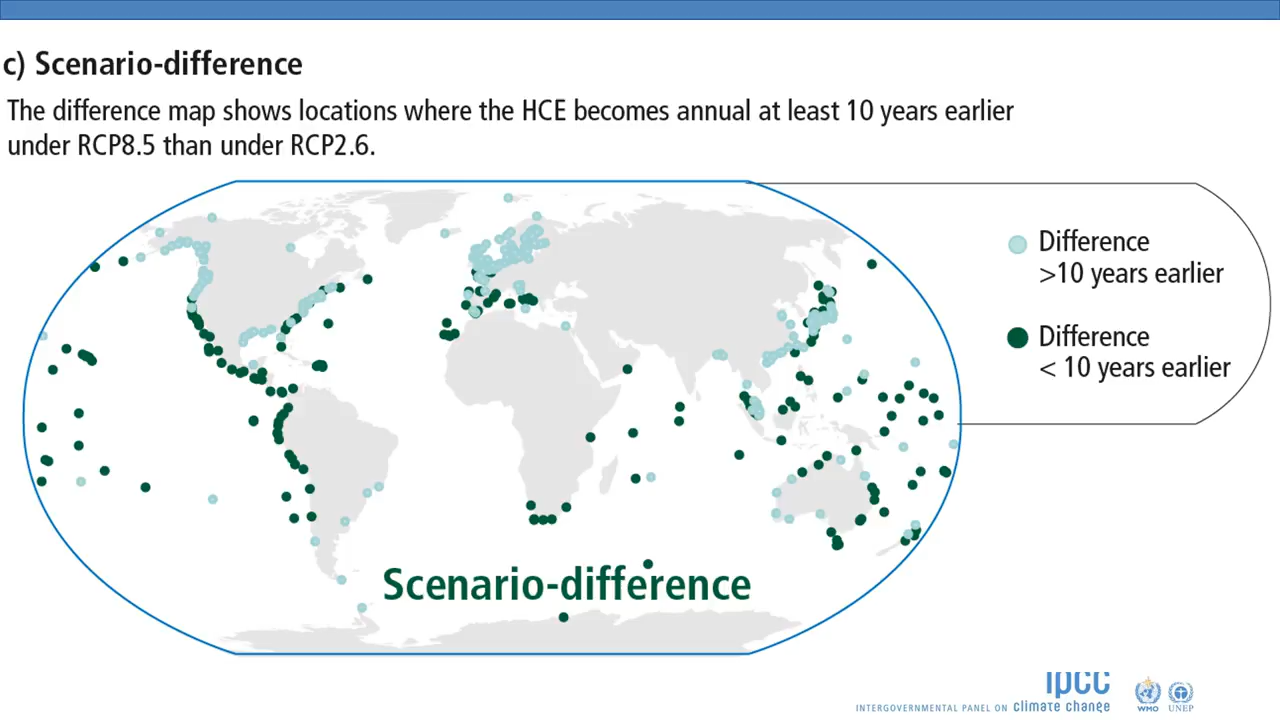 c) Scenario-difference
The difference map shows locations where the HCE becomes annual at least 10 years earlier
under RCP8.5 than under RCP2.6.
Difference
>10 years earlier
Difference
< 10 years earlier
Scenario-difference
ipcc
INTERGOVERNMENTAL PANEL ON climate change
WMO
UNEP